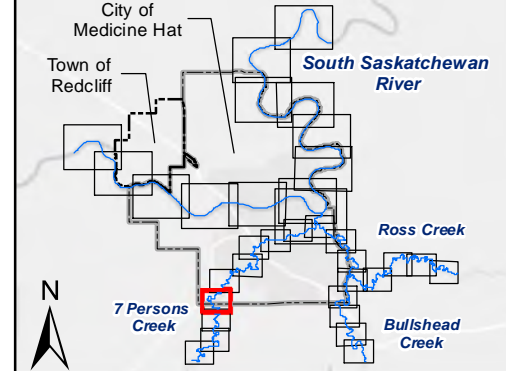 City of
Medicine Hat
Town of
Redcliff
South Saskatchewan
River
Ross Creek
7 Persons
Creek
Bullshead
Creek
N